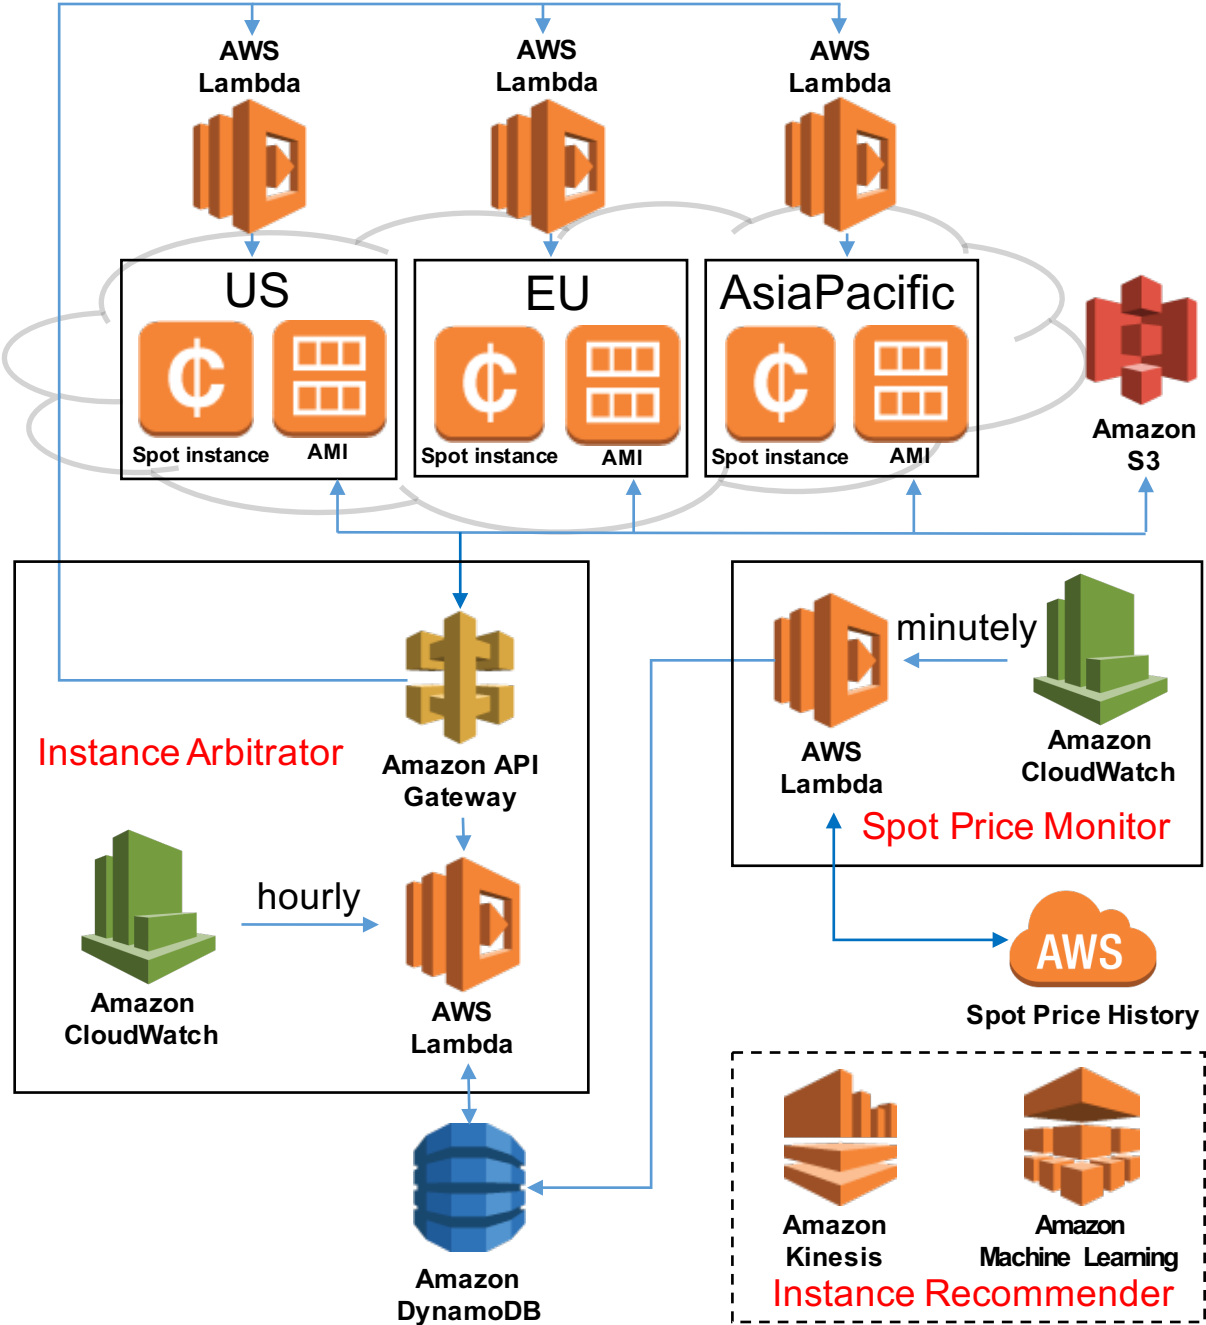 AWS
Lambda
AWS
Lambda
AWS
Lambda
US
Spot instance
AMI
EU
Spot instance
AMI
AsiaPacific
Spot instance
AMI
Amazon
S3
Instance Arbitrator
Amazon API
Gateway
hourly
Amazon
CloudWatch
AWS
Lambda
minutely
AWS
Lambda
Amazon
CloudWatch
Spot Price Monitor
AWS
Spot Price History
Amazon
DynamoDB
Amazon
Kinesis
Amazon
Machine Learning
Instance Recommender